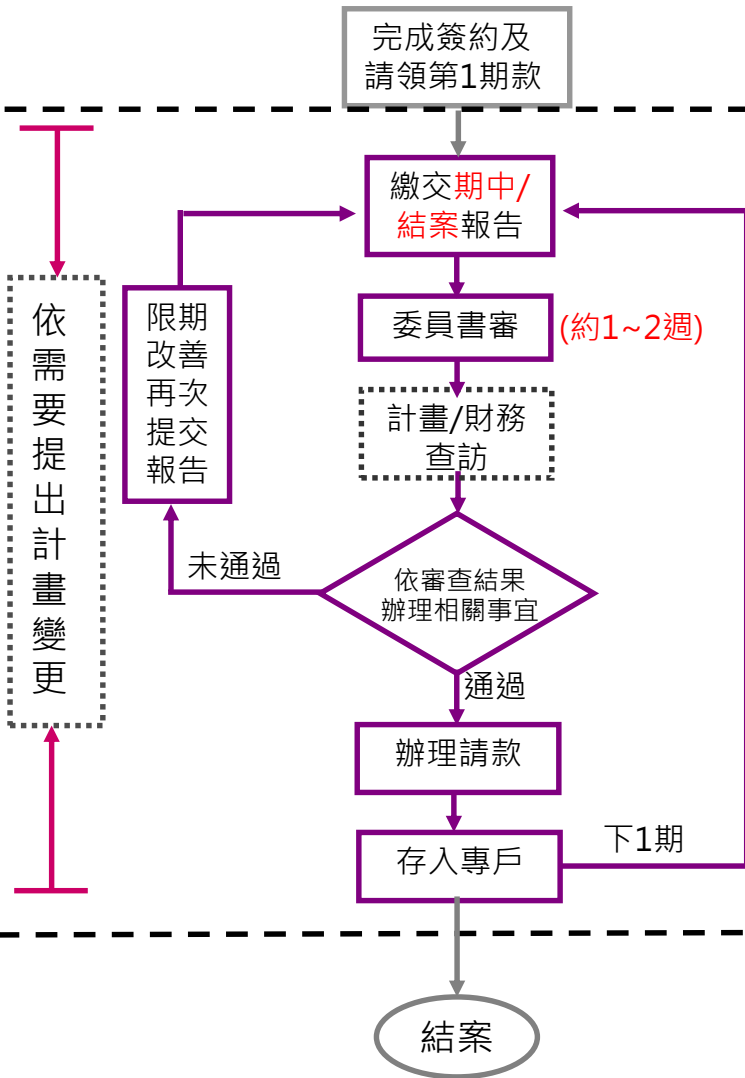 完成簽約及
請領第1期款
繳交期中/
結案報告
委員書審
(約1~2週)
計畫/財務
查訪
依審查結果
辦理相關事宜
未通過
限期
改善
再次
提交
報告
通過
辦理請款
存入專戶
下1期
結案
依
需
要
提
出
計
畫
變
更